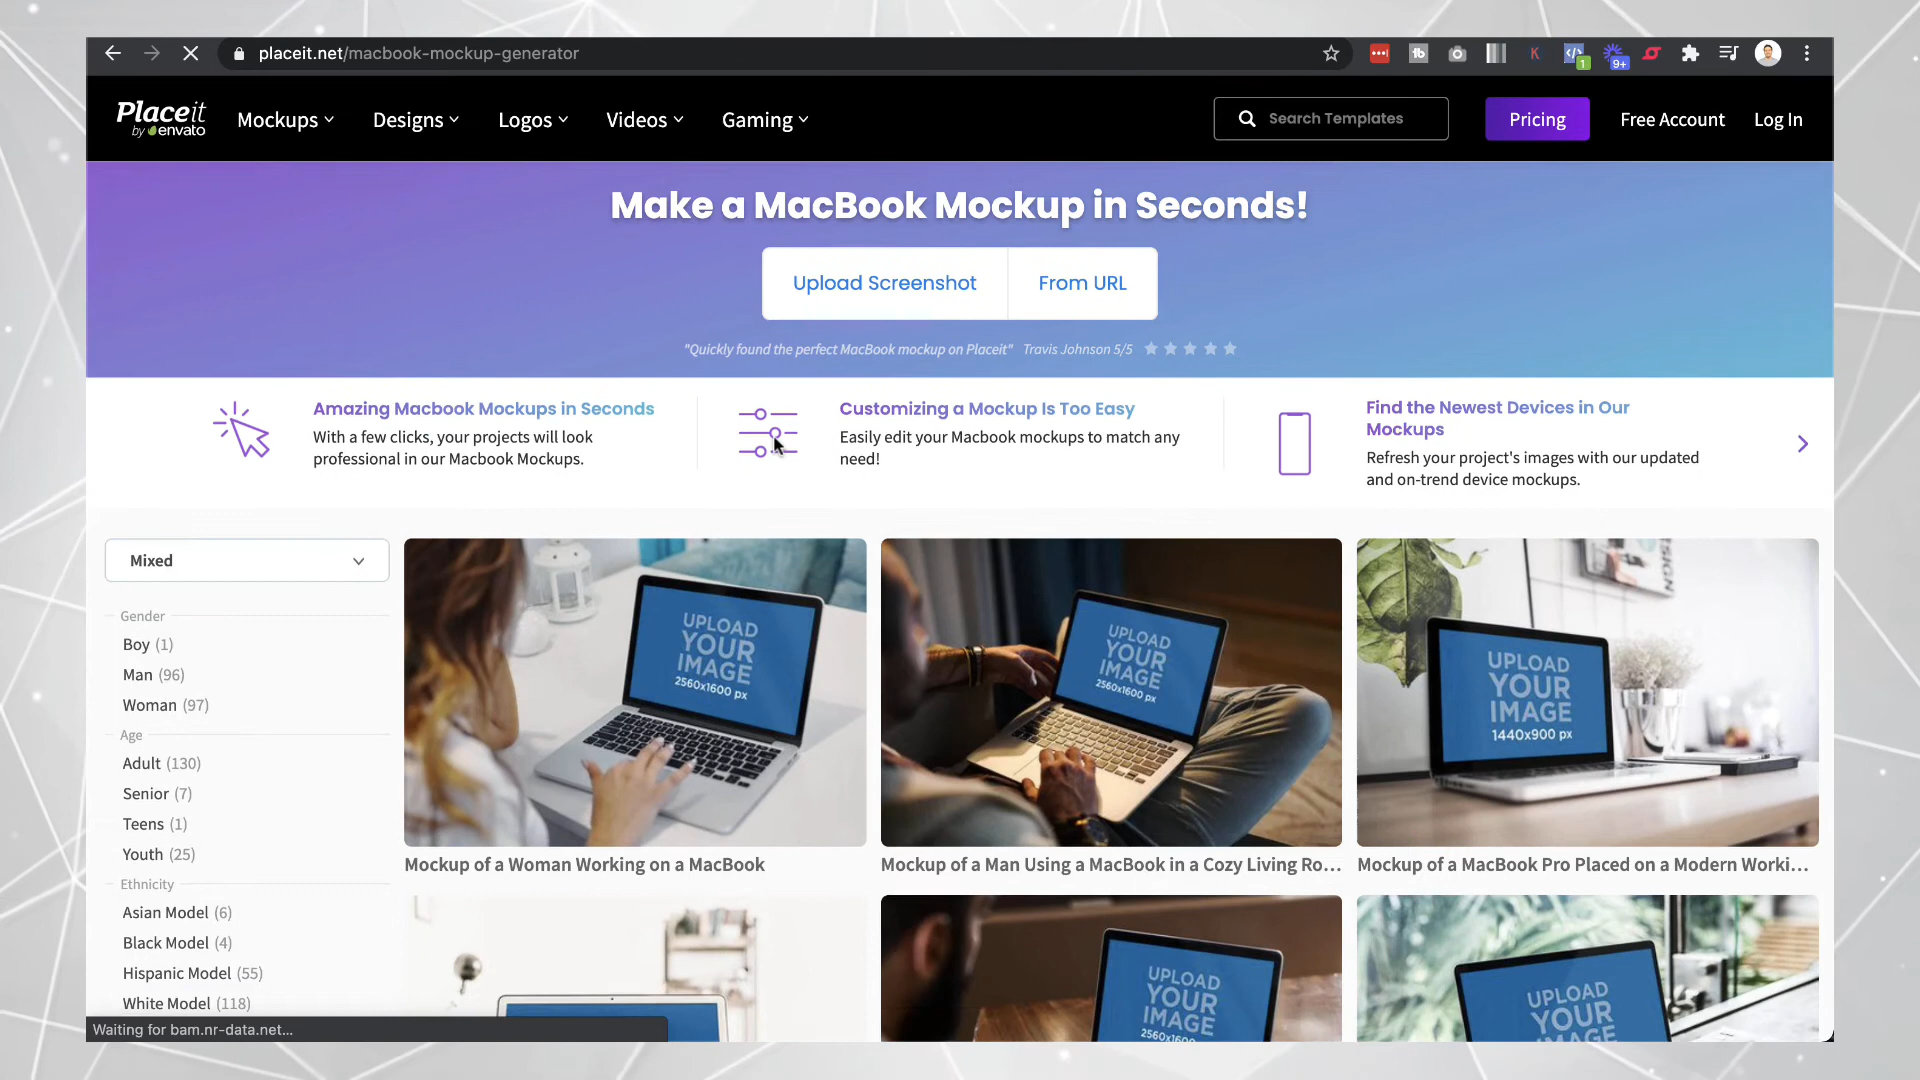 placeit.net/macbook-mockup-generator
1
9+
Placeit
by envato
Mockups
Designs
Logos
Videos
Gaming
Search Templates
Pricing
Free Account
Log In
Make a MacBook Mockup in Seconds!
Upload Screenshot
From URL
"Quickly found the perfect MacBook mockup on Placeit" Travis Johnson 5/5
Amazing Macbook Mockups in Seconds
With a few clicks, your projects will look
professional in our Macbook Mockups.
Customizing a Mockup Is Too Easy
Easily edit your Macbook mockups to match any
need!
Find the Newest Devices in Our
Mockups
Refresh your project's images with our updated
and on-trend device mockups.
Mixed
Gender
Boy (1)
Man (96)
Woman (97)
Age
Adult (130)
Senior (7)
Teens (1)
Youth (25)
Ethnicity
Asian Model (6)
Black Model (4)
Hispanic Model (55)
White Model (118)
UPLOAD
YOUR
IMAGE
2560x1600 px
Mockup of a Woman Working on a MacBook
UPLOAD
YOUR
IMAGE
2560x1600 px
Mockup of a Man Using a MacBook in a Cozy Living Ro...
UPLOAD
YOUR
IMAGE
1440x900 px
Mockup of a MacBook Pro Placed on a Modern Worki...
UPLOAD
YOUR
IMAGE
2560x1600 px
UPLOAD
YOUR
IMAGE
Waiting for bam.nr-data.net...